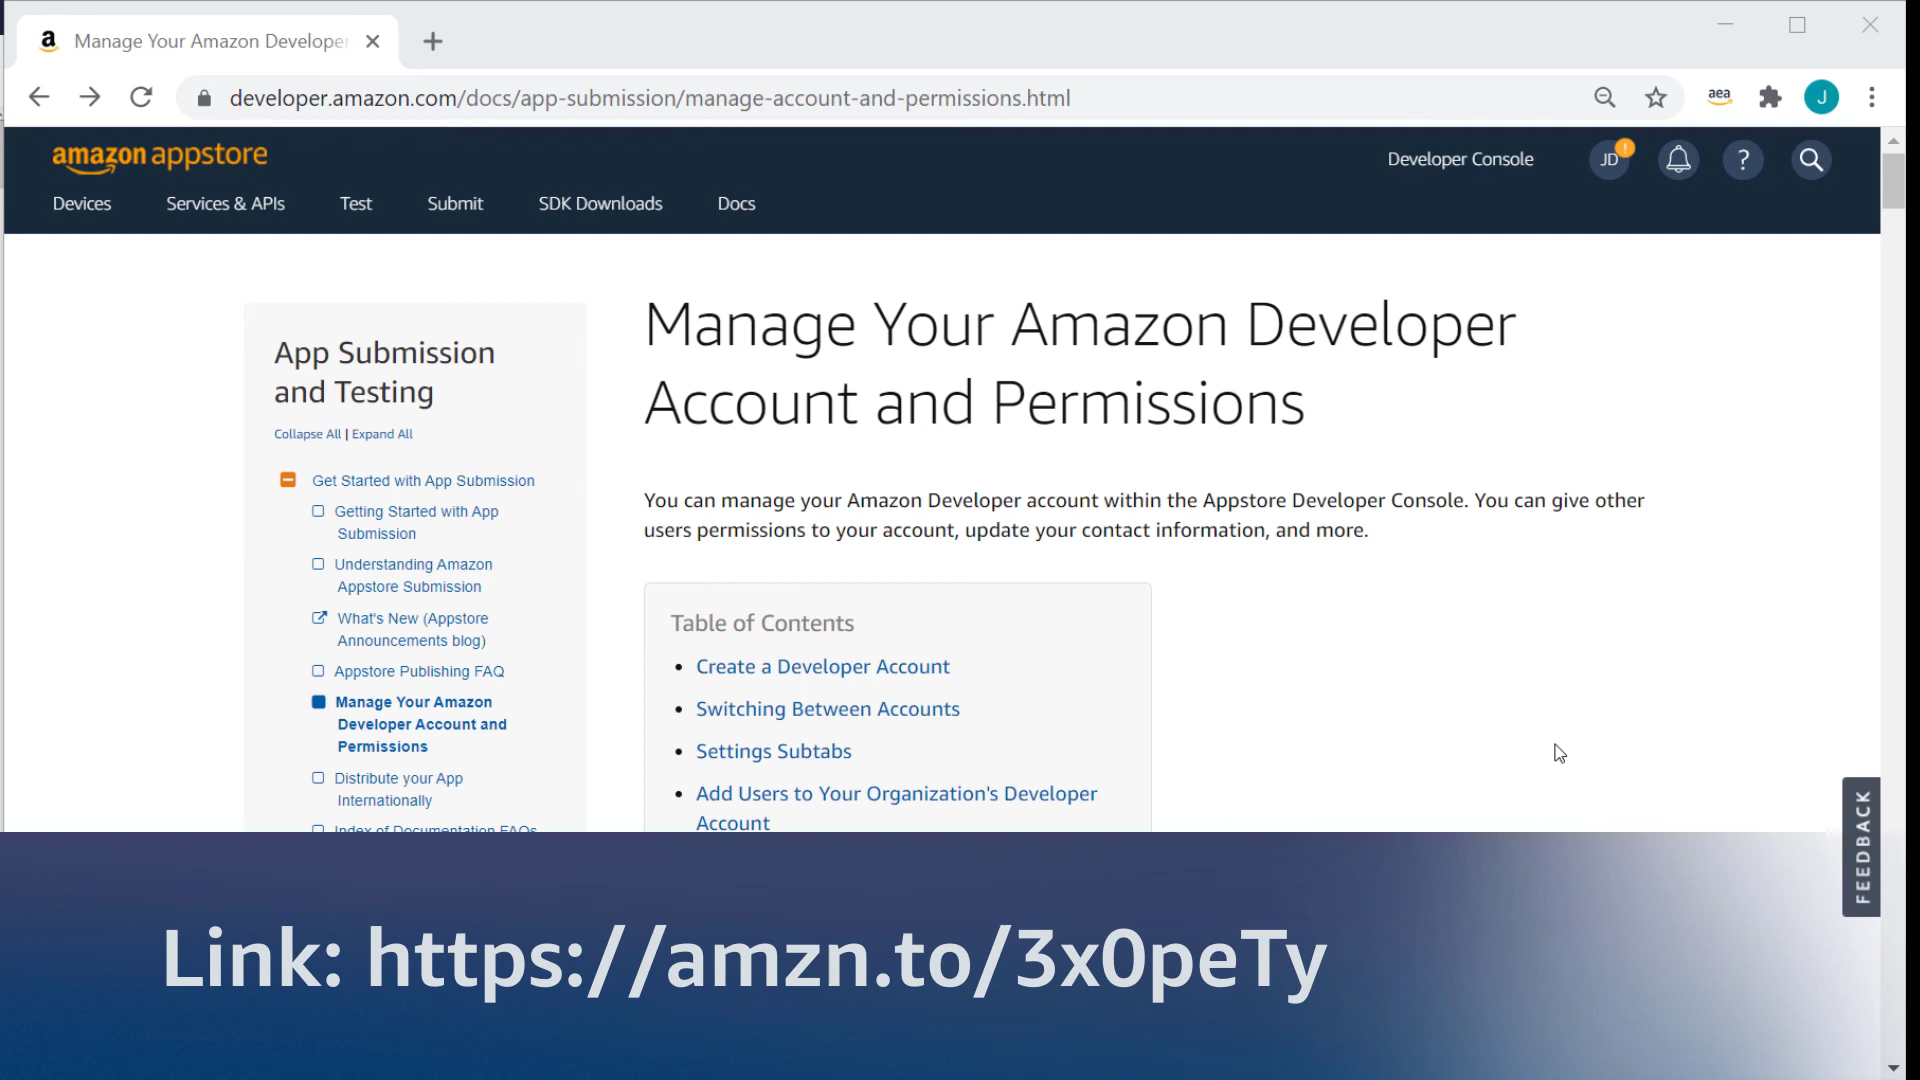 Manage Your Amazon Developer
developer.amazon.com/docs/app-submission/manage-account-and-permissions.html
aea
J
amazon appstore
Developer Console
JD
!
?
Devices
Services & APIs
Test
Submit
SDK Downloads
Docs
App Submission
and Testing
Collapse All | Expand All
Get Started with App Submission
Getting Started with App
Submission
Understanding Amazon
Appstore Submission
What's New (Appstore
Announcements blog)
Appstore Publishing FAQ
Manage Your Amazon
Developer Account and
Permissions
Distribute your App
Internationally
Index of Documentation FAQs
Manage Your Amazon Developer
Account and Permissions
You can manage your Amazon Developer account within the Appstore Developer Console. You can give other
users permissions to your account, update your contact information, and more.
Table of Contents
Create a Developer Account
Switching Between Accounts
Settings Subtabs
Add Users to Your Organization's Developer
Account
FEEDBACK
Link: https://amzn.to/3x0peTy